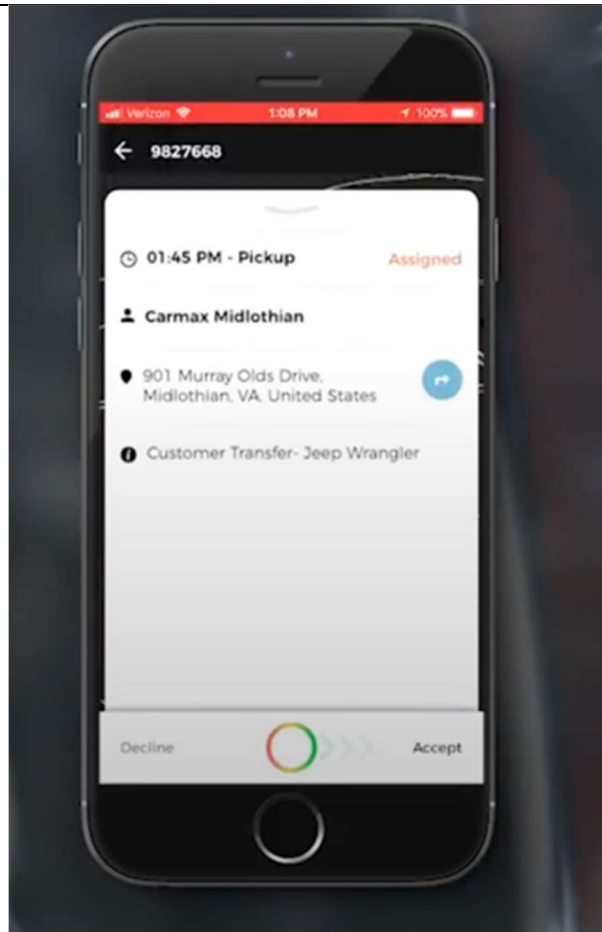 Verizon 1:08 PM 100%
9827668
01:45 PM - Pickup Assigned
Carmax Midlothian
901 Murray Olds Drive,
Midlothian, VA, United States
Customer Transfer- Jeep Wrangler
Decline Accept